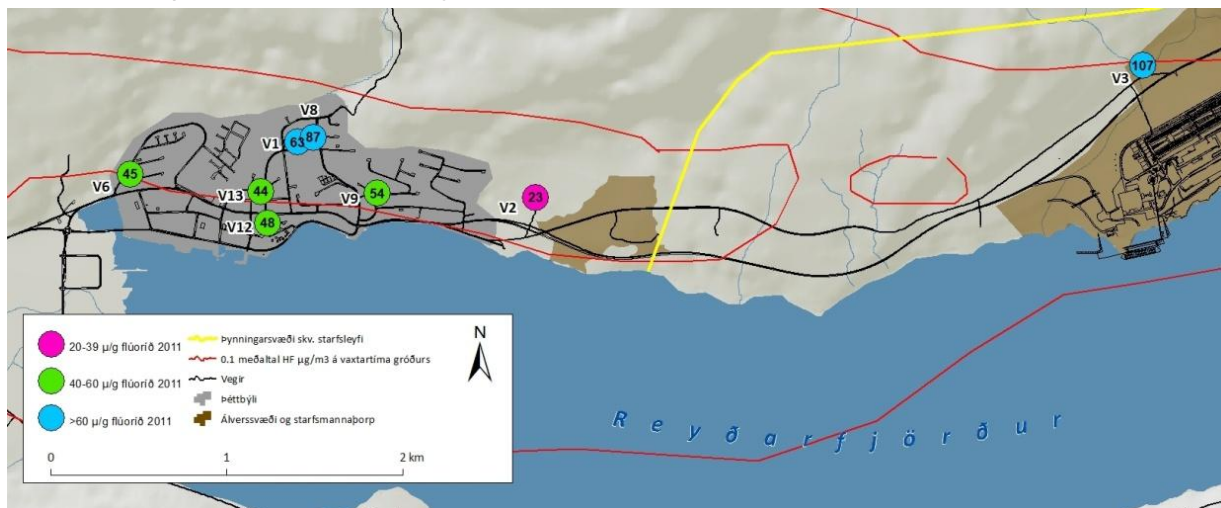 107
V3
V8
V1
63
87
45
V6
V13
44
54
V9
V12
48
V2
23
20-39 µ/g flúoríð 2011
40-60 µ/g flúoríð 2011
>60 µ/g flúoríð 2011
Þynningarsvæði skv. starfsleyfi
0.1 meðaltal HF µg/m3 á vaxtartíma gróðurs
Vegir
Þéttbýli
Álverssvæði og starfsmannaþorp
N
0 1 2 km
Reyðarfjörður